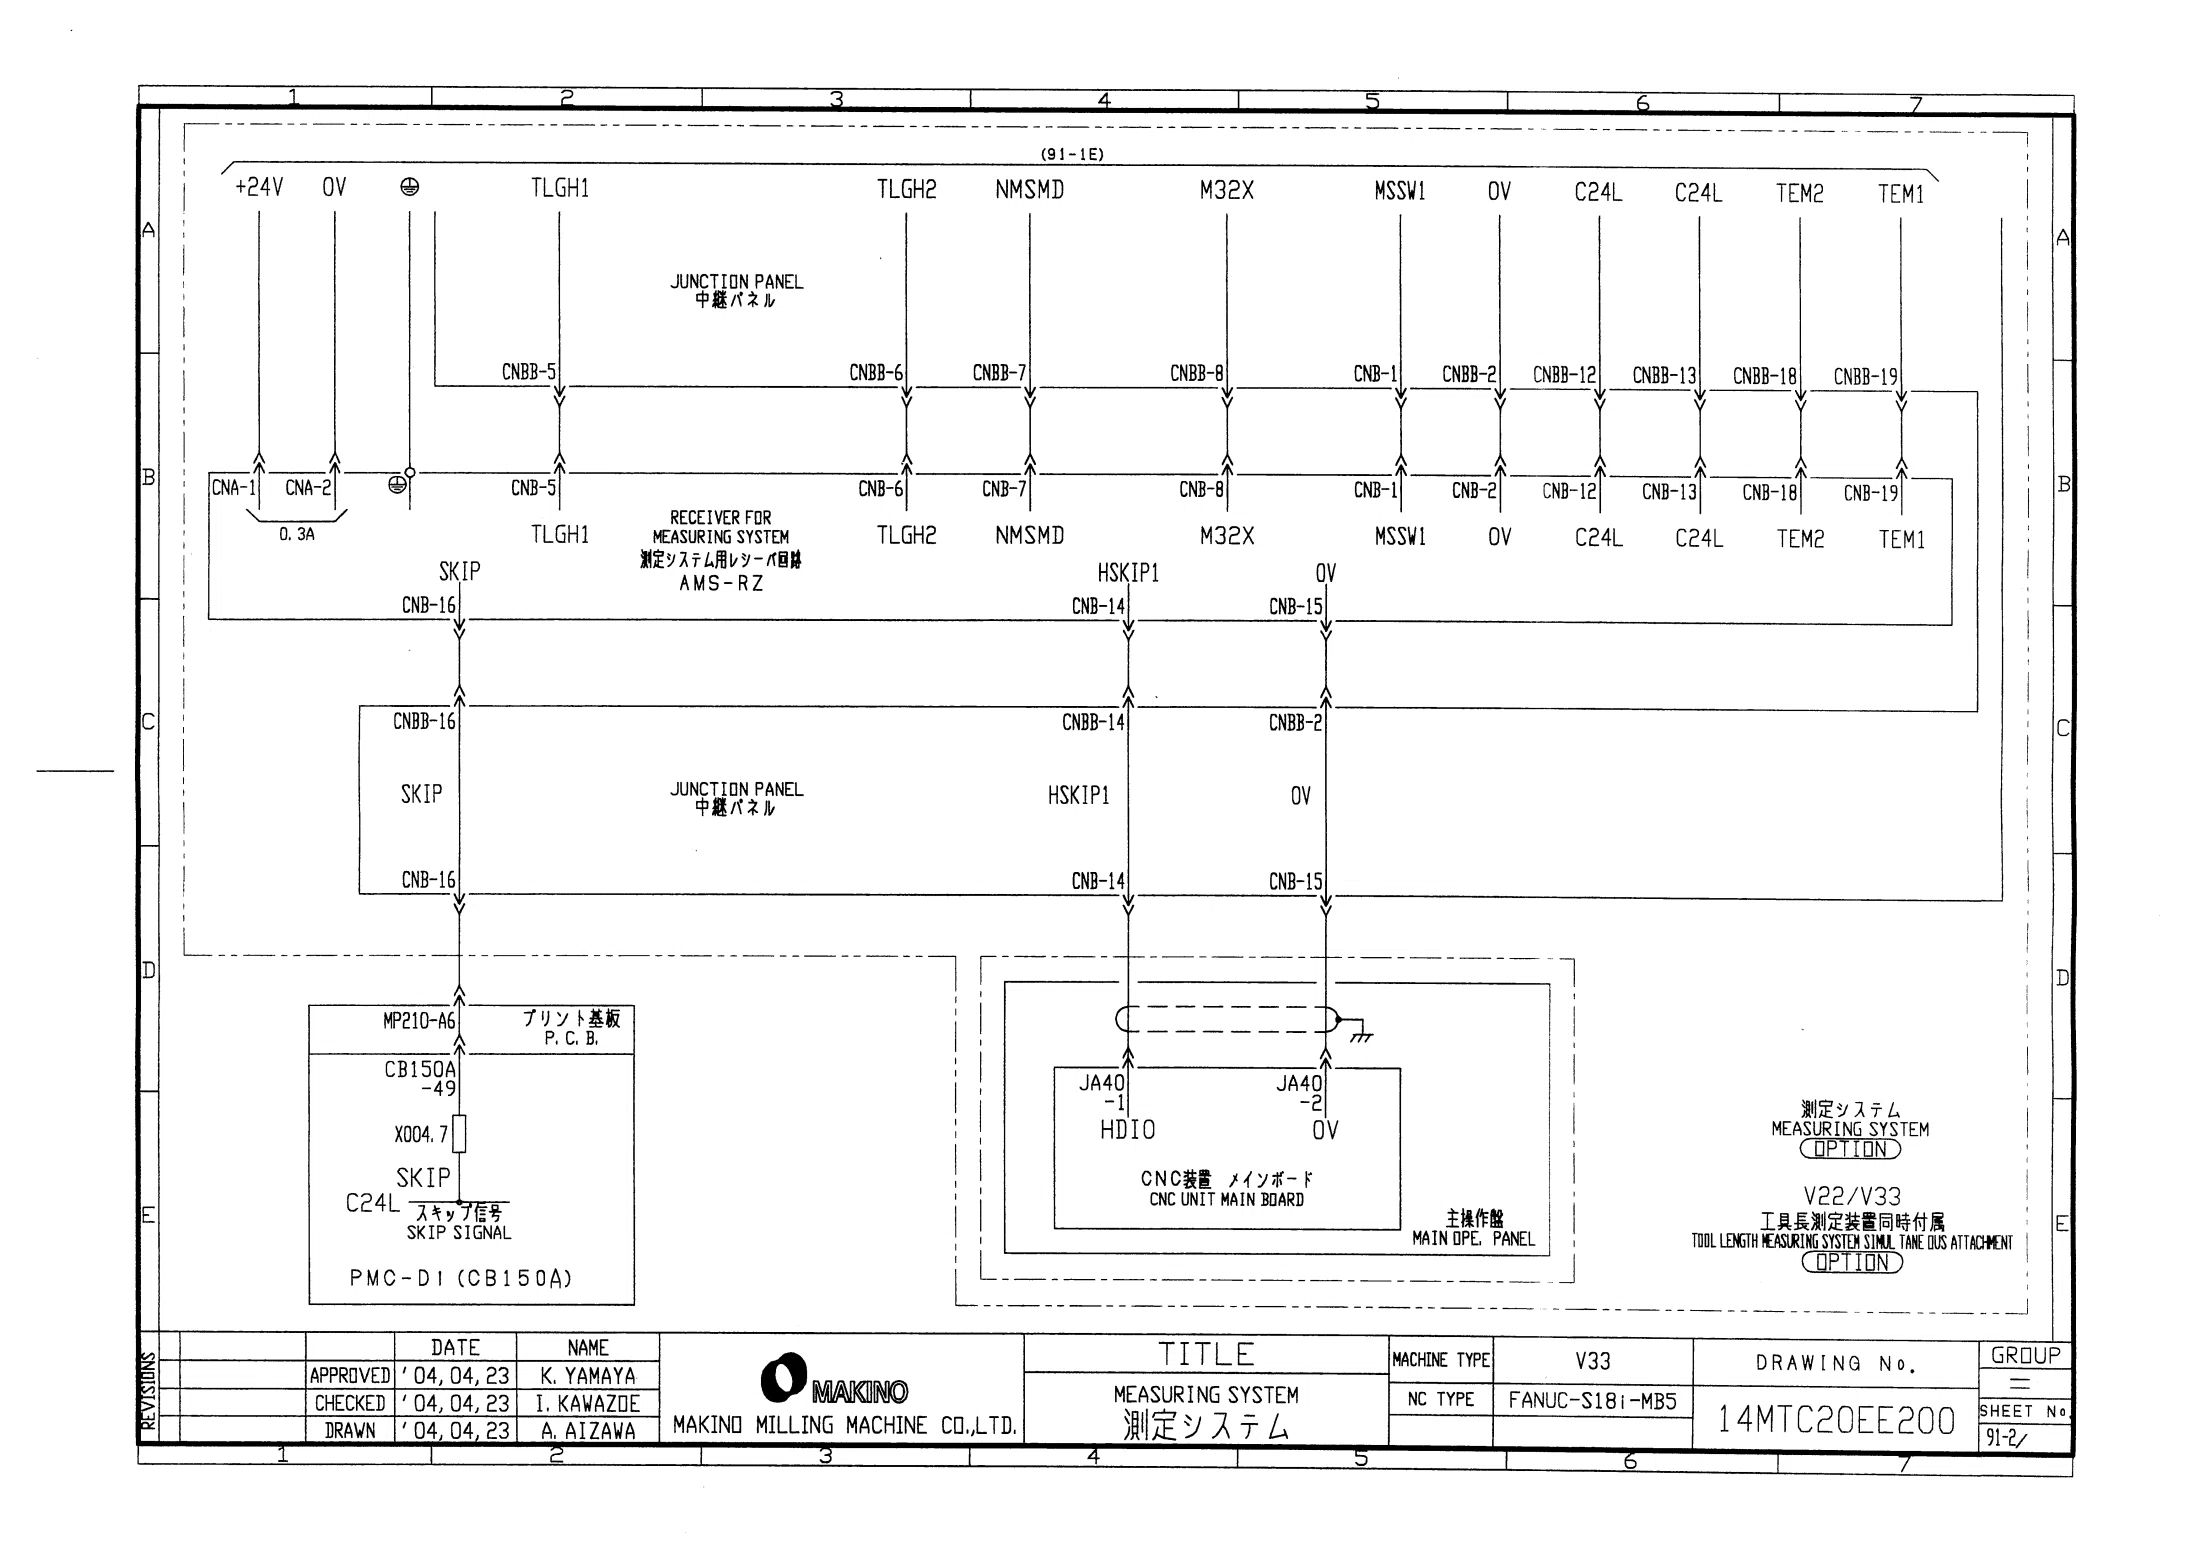 1 2 3 4 5 6 7
(91-1E)
+24V 0V TLGH1 TLGH2 NMSMD M32X MSSW1 0V C24L C24L TEM2 TEM1
A A
JUNCTION PANEL
中継パネル
CNBB-5 CNBB-6 CNBB-7 CNBB-8 CNB-1 CNBB-2 CNBB-12 CNBB-13 CNBB-18 CNBB-19
B B
CNA-1 CNA-2 CNB-5 CNB-6 CNB-7 CNB-8 CNB-1 CNB-2 CNB-12 CNB-13 CNB-18 CNB-19
0.3A
TLGH1 TLGH2 NMSMD M32X MSSW1 0V C24L C24L TEM2 TEM1
RECEIVER FOR
MEASURING SYSTEM
測定システム用レシーバ回路
AMS-RZ
SKIP HSKIP1 0V
CNB-16 CNB-14 CNB-15
C C
CNBB-16 CNBB-14 CNBB-2
SKIP HSKIP1 0V
JUNCTION PANEL
中継パネル
CNB-16 CNB-14 CNB-15
D D
MP210-A6
プリント基板
P.C.B.
CB150A
-49
X004.7
SKIP
C24L
スキップ信号
SKIP SIGNAL
PMC-DI (CB150A)
JA40
-1
JA40
-2
HDI0 0V
CNC装置 メインボード
CNC UNIT MAIN BOARD
主操作盤
MAIN OPE. PANEL
測定システム
MEASURING SYSTEM
OPTION
V22/V33
工具長測定装置同時付属
TOOL LENGTH MEASURING SYSTEM SIMUL TANE OUS ATTACHMENT
OPTION
E E
REVISIONS
DATE NAME
APPROVED '04,04,23 K. YAMAYA
CHECKED '04,04,23 I. KAWAZOE
DRAWN '04,04,23 A. AIZAWA
MAKINO
MAKINO MILLING MACHINE CO.,LTD.
TITLE
MEASURING SYSTEM
測定システム
MACHINE TYPE V33
NC TYPE FANUC-S18i-MB5
DRAWING No.
14MTC20EE200
GROUP
=
SHEET No.
91-2/
1 2 3 4 5 6 7